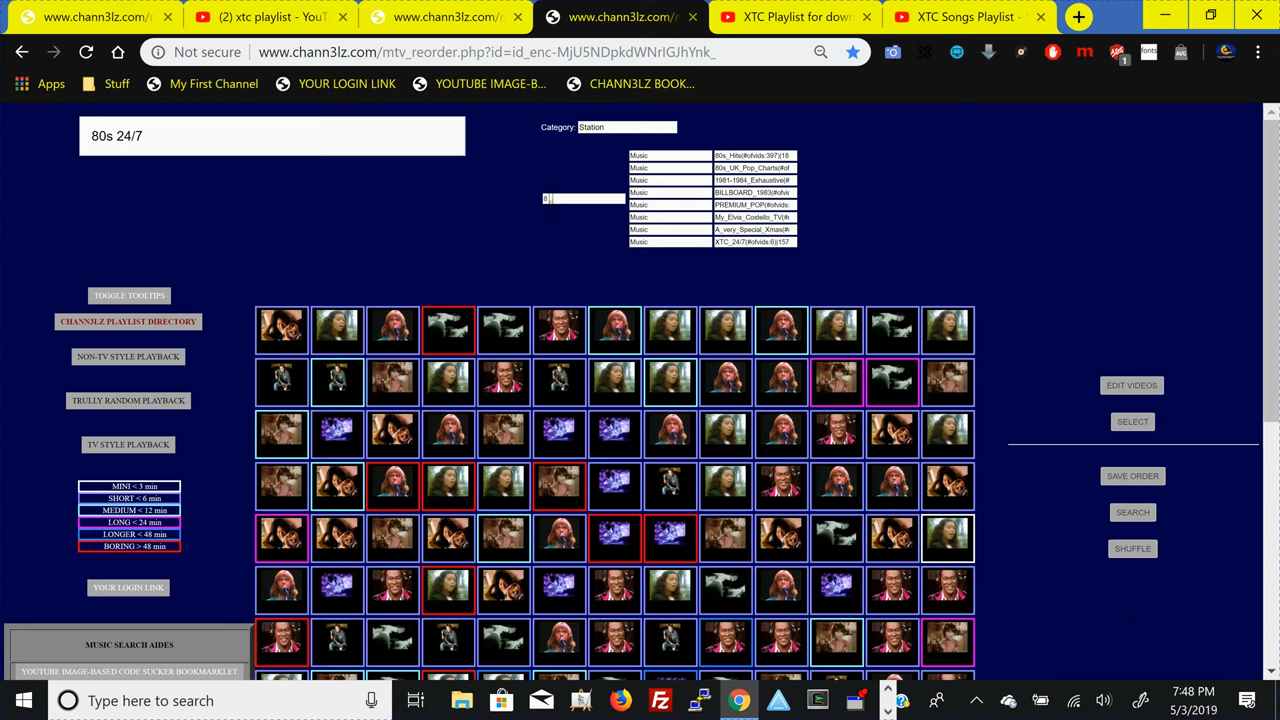 www.chann3lz.com/r
(2) xtc playlist - YouT
www.chann3lz.com/r
www.chann3lz.com/r
XTC Playlist for dow
XTC Songs Playlist -
Not secure
www.chann3lz.com/mtv_reorder.php?id=id_enc-MjU5NDpkdWNrIGJhYnk_
Apps
Stuff
My First Channel
YOUR LOGIN LINK
YOUTUBE IMAGE-B...
CHANN3LZ BOOK...
80s 24/7
Category: Station
Music 80s_Hits(#ofvids:397)|18
Music 80s_UK_Pop_Charts(#of
Music 1981-1984_Exhaustive(#
Music BILLBOARD_1983(#ofvi
8
Music PREMIUM_POP(#ofvids:
Music My_Elvis_Costello_TV(#
Music A_very_Special_Xmas(#
Music XTC_24/7(#ofvids:6)|157
TOGGLE TOOLTIPS
CHANN3LZ PLAYLIST DIRECTORY
NON-TV STYLE PLAYBACK
TRULLY RANDOM PLAYBACK
TV STYLE PLAYBACK
MINI < 3 min
SHORT < 6 min
MEDIUM < 12 min
LONG < 24 min
LONGER < 48 min
BORING > 48 min
YOUR LOGIN LINK
MUSIC SEARCH AIDES
YOUTUBE IMAGE-BASED CODE SUCKER BOOKMARKLET
EDIT VIDEOS
SELECT
SAVE ORDER
SEARCH
SHUFFLE
fonts
AVG
1
Type here to search
7:48:8M
5/3/2019